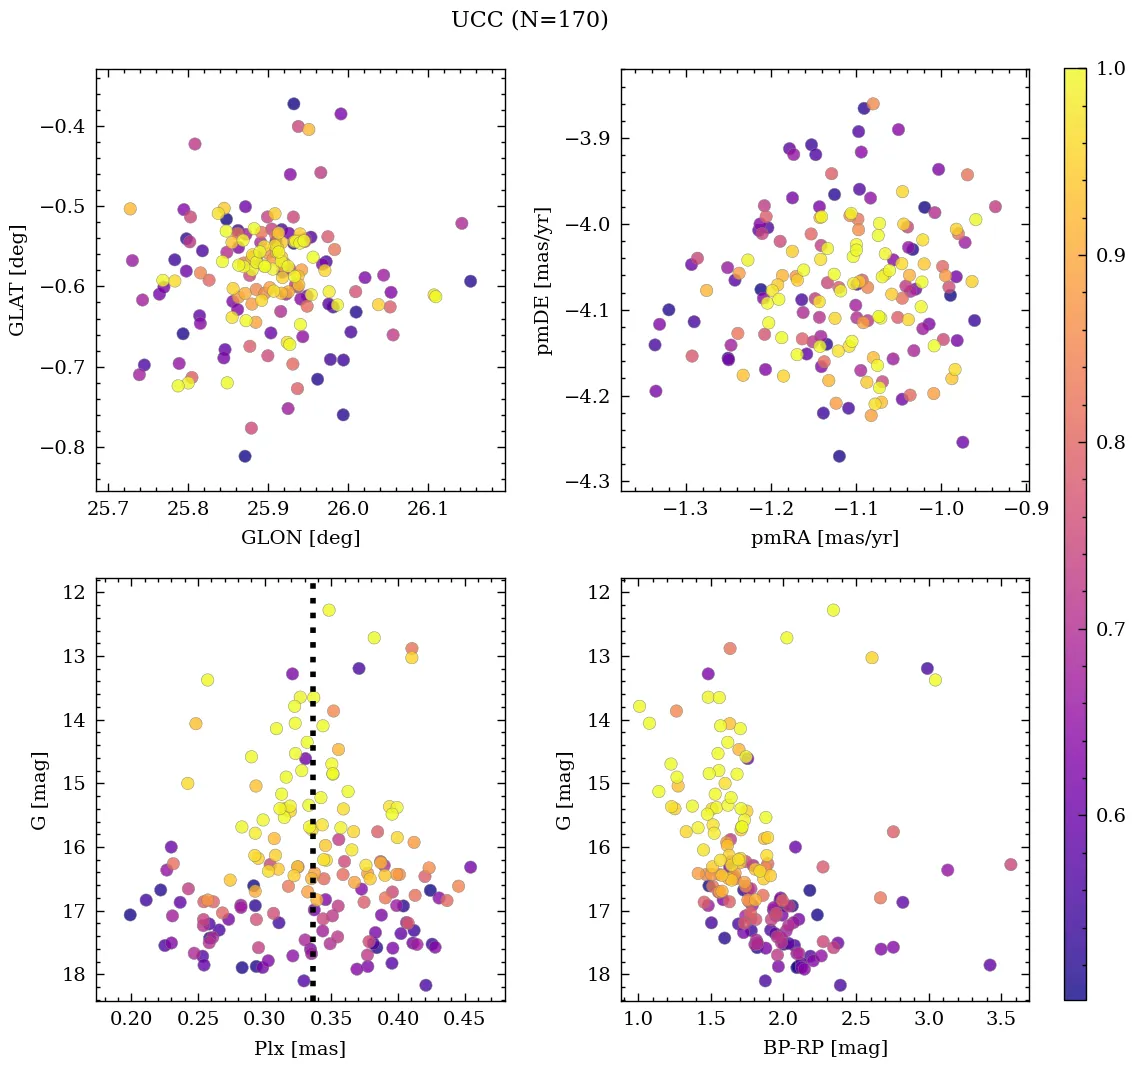 UCC (N=170)
−0.4
−0.5
−0.6
−0.7
−0.8
GLAT [deg]
25.7 25.8 25.9 26.0 26.1
GLON [deg]
−3.9
−4.0
−4.1
−4.2
−4.3
pmDE [mas/yr]
−1.3 −1.2 −1.1 −1.0 −0.9
pmRA [mas/yr]
12
13
14
15
16
17
18
G [mag]
0.20 0.25 0.30 0.35 0.40 0.45
Plx [mas]
12
13
14
15
16
17
18
G [mag]
1.0 1.5 2.0 2.5 3.0 3.5
BP-RP [mag]
1.0
0.9
0.8
0.7
0.6